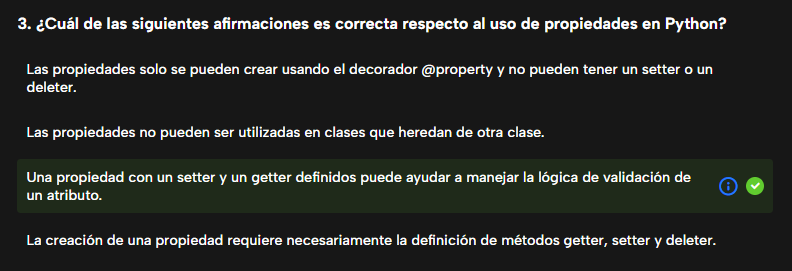 3. ¿Cuál de las siguientes afirmaciones es correcta respecto al uso de propiedades en Python?
Las propiedades solo se pueden crear usando el decorador @property y no pueden tener un setter o un
deleter.
Las propiedades no pueden ser utilizadas en clases que heredan de otra clase.
Una propiedad con un setter y un getter definidos puede ayudar a manejar la lógica de validación de
un atributo.
La creación de una propiedad requiere necesariamente la definición de métodos getter, setter y deleter.